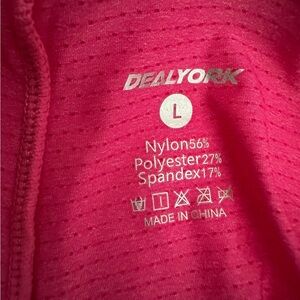 DEALYORK
L
Nylon56%
Polyester27%
Spandex17%
MADE IN CHINA